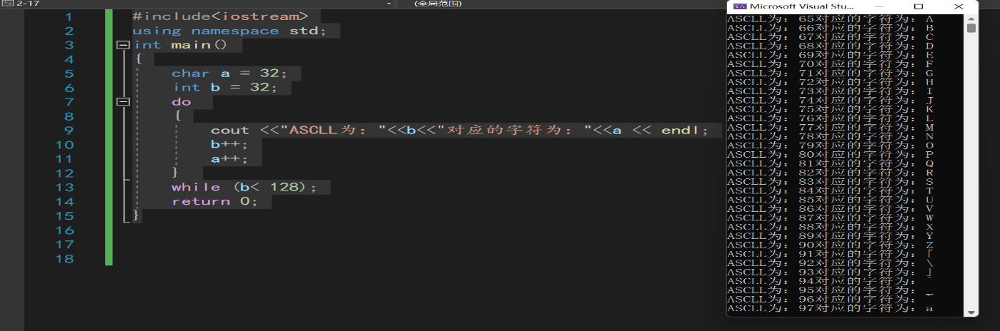 2-17
(全局范围)
1 #include<iostream>
2 using namespace std;
3 int main()
4 {
5 char a = 32;
6 int b = 32;
7 do
8 {
9 cout <<"ASCLL为: "<<b<<"对应的字符为: "<<a << endl;
10 b++;
11 a++;
12 }
13 while (b< 128);
14 return 0;
15 }
16
17
18
Microsoft Visual Stu...
ASCLL为: 65对应的字符为: A
ASCLL为: 66对应的字符为: B
ASCLL为: 67对应的字符为: C
ASCLL为: 68对应的字符为: D
ASCLL为: 69对应的字符为: E
ASCLL为: 70对应的字符为: F
ASCLL为: 71对应的字符为: G
ASCLL为: 72对应的字符为: H
ASCLL为: 73对应的字符为: I
ASCLL为: 74对应的字符为: J
ASCLL为: 75对应的字符为: K
ASCLL为: 76对应的字符为: L
ASCLL为: 77对应的字符为: M
ASCLL为: 78对应的字符为: N
ASCLL为: 79对应的字符为: O
ASCLL为: 80对应的字符为: P
ASCLL为: 81对应的字符为: Q
ASCLL为: 82对应的字符为: R
ASCLL为: 83对应的字符为: S
ASCLL为: 84对应的字符为: T
ASCLL为: 85对应的字符为: U
ASCLL为: 86对应的字符为: V
ASCLL为: 87对应的字符为: W
ASCLL为: 88对应的字符为: X
ASCLL为: 89对应的字符为: Y
ASCLL为: 90对应的字符为: Z
ASCLL为: 91对应的字符为: [
ASCLL为: 92对应的字符为: \
ASCLL为: 93对应的字符为: ]
ASCLL为: 94对应的字符为: ^
ASCLL为: 95对应的字符为: _
ASCLL为: 96对应的字符为: `
ASCLL为: 97对应的字符为: a